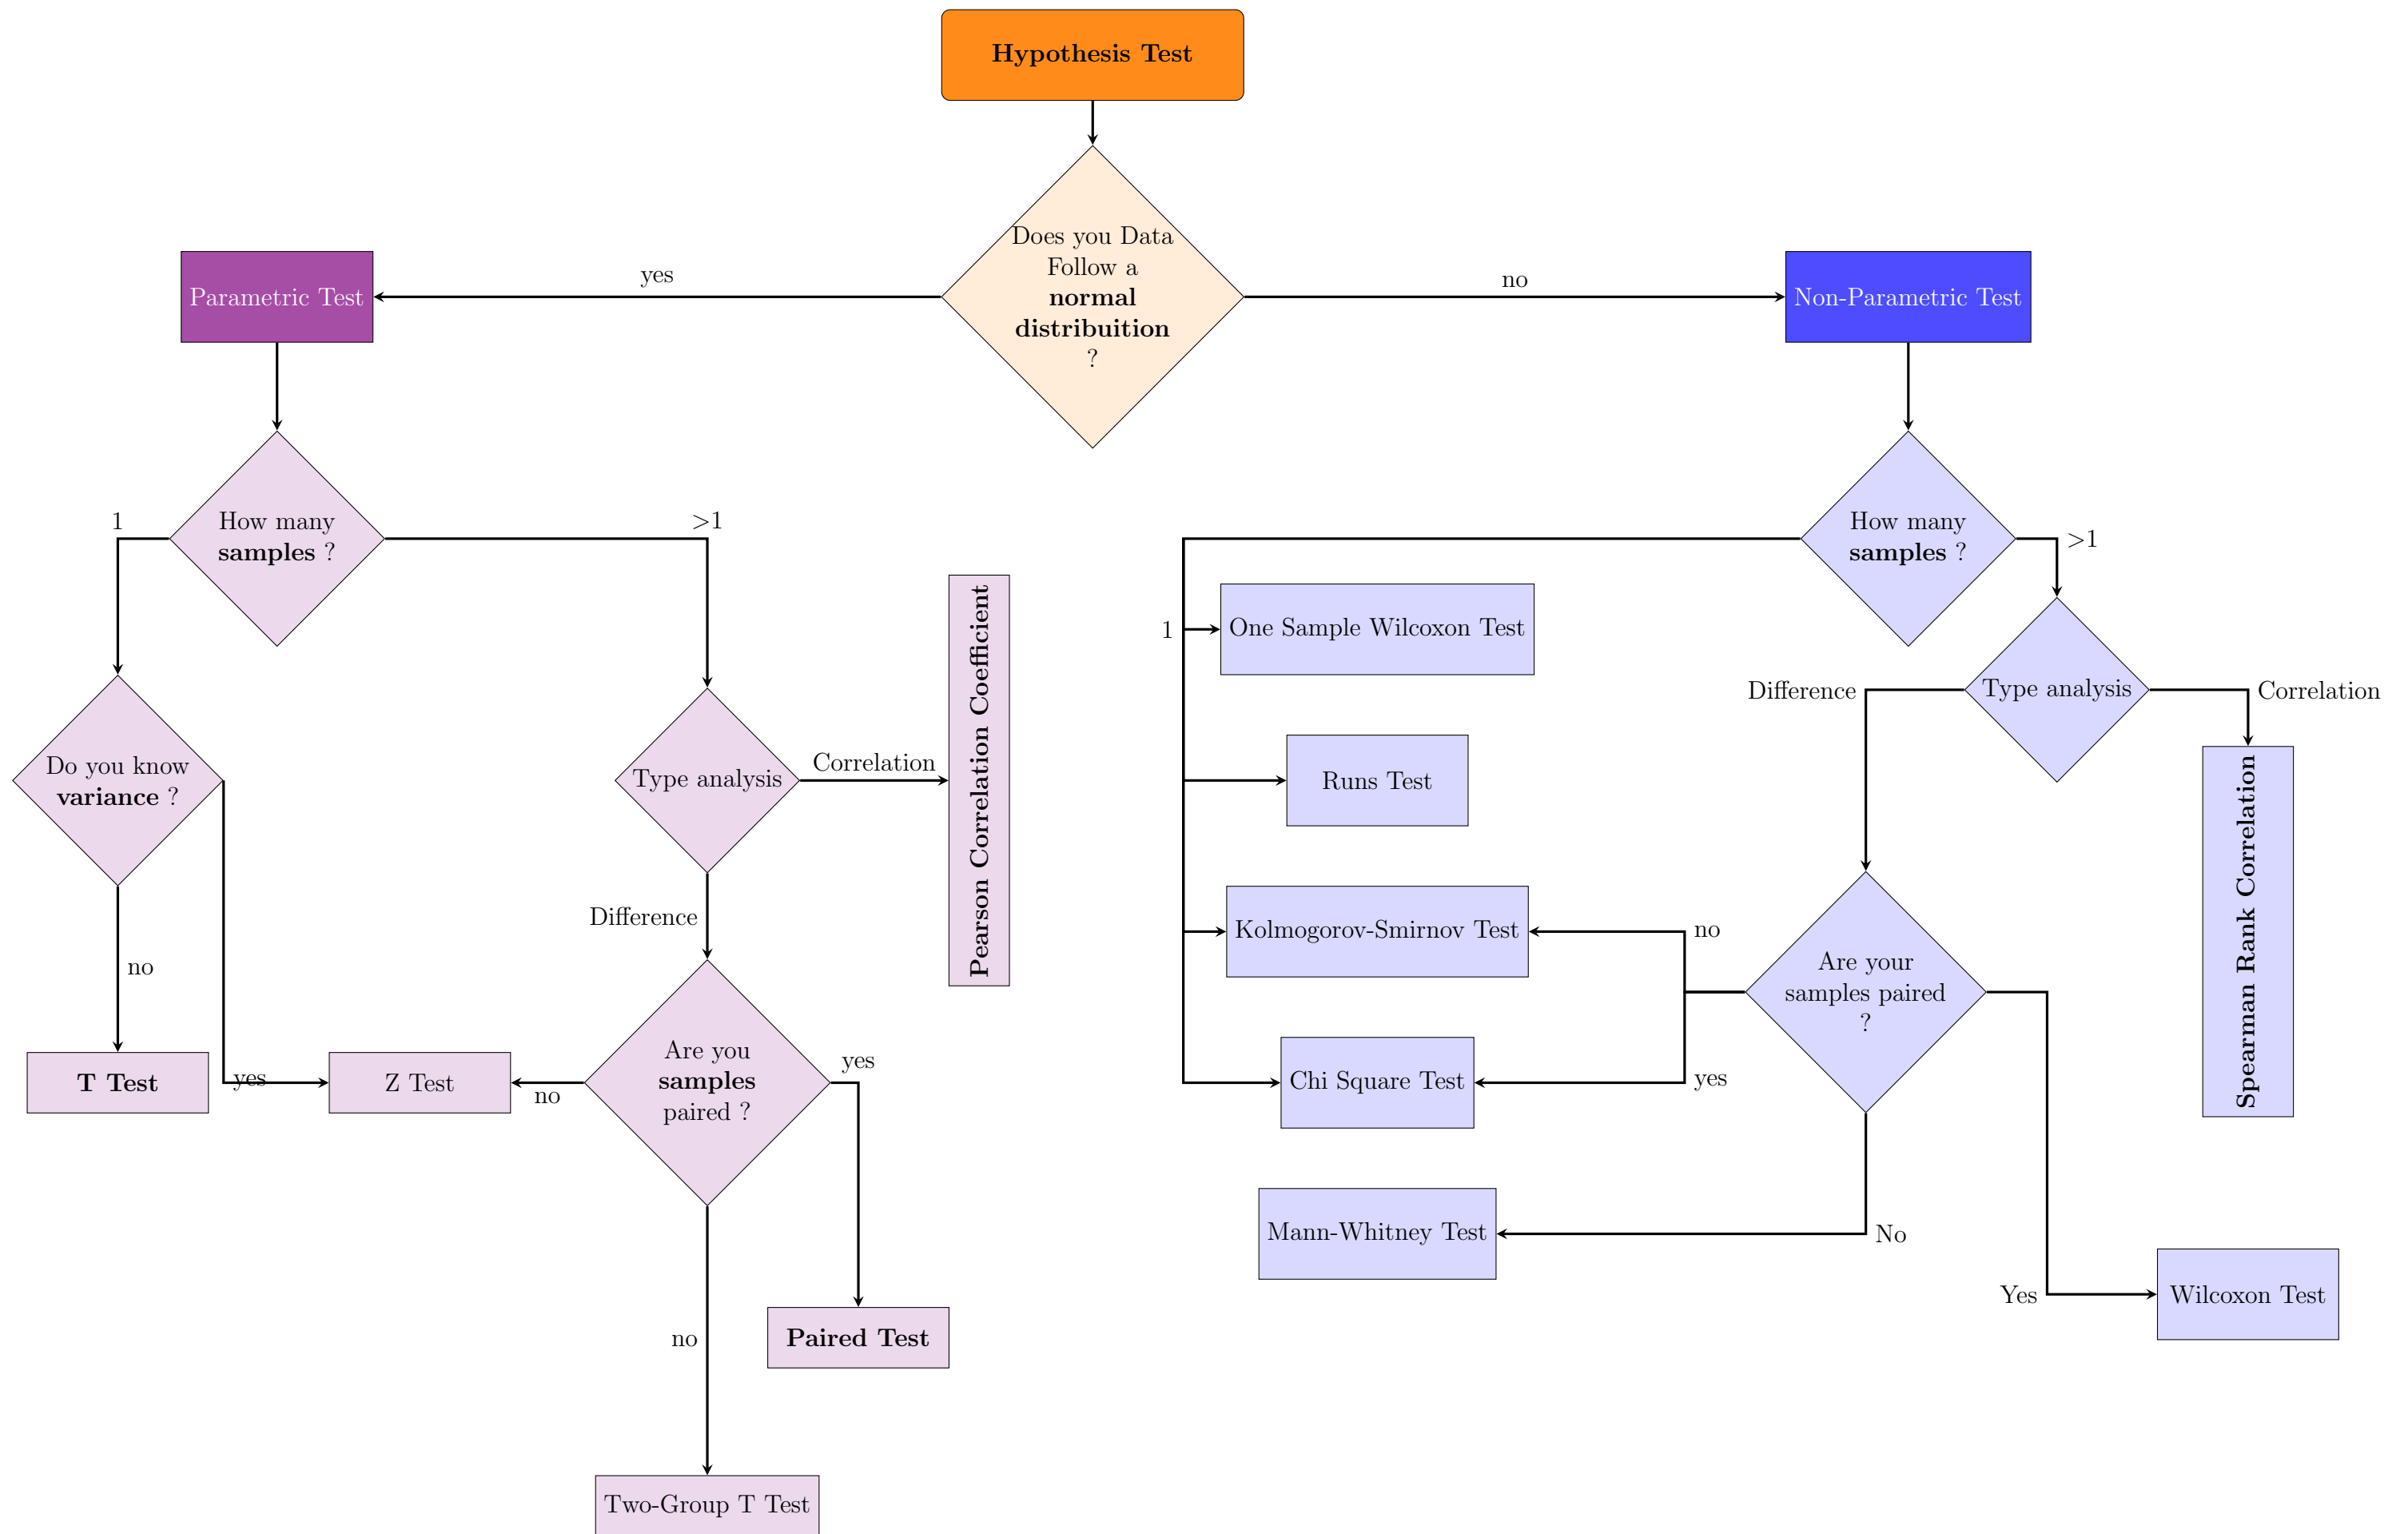 Hypothesis Test
Does you Data
Follow a
normal
distribuition
?
yes
no
Parametric Test
Non-Parametric Test
How many
samples ?
1
>1
Do you know
variance ?
no
yes
T Test
Z Test
Type analysis
Correlation
Pearson Correlation Coefficient
Difference
Are you
samples
paired ?
no
yes
Paired Test
no
Two-Group T Test
How many
samples ?
1
>1
One Sample Wilcoxon Test
Runs Test
Kolmogorov-Smirnov Test
Chi Square Test
Mann-Whitney Test
Type analysis
Difference
Correlation
Spearman Rank Correlation
Are your
samples paired
?
no
yes
No
Yes
Wilcoxon Test